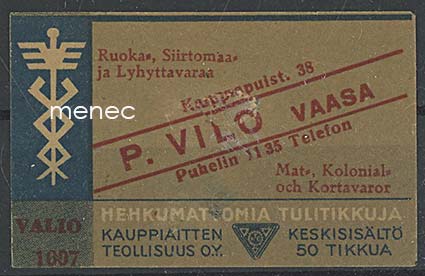 Ruoka-, Siirtomaa-
ja Lyhyttavaraa
Kauppapuist. 38
P. VILO VAASA
Puhelin 1135 Telefon
Mat-, Kolonial-
och Kortavaror
menec
VALIO
1697
HEHKUMATTOMIA TULITIKKUJA
KAUPPIAITTEN
TEOLLISUUS O.Y.
KESKISISÄLTÖ
50 TIKKUA